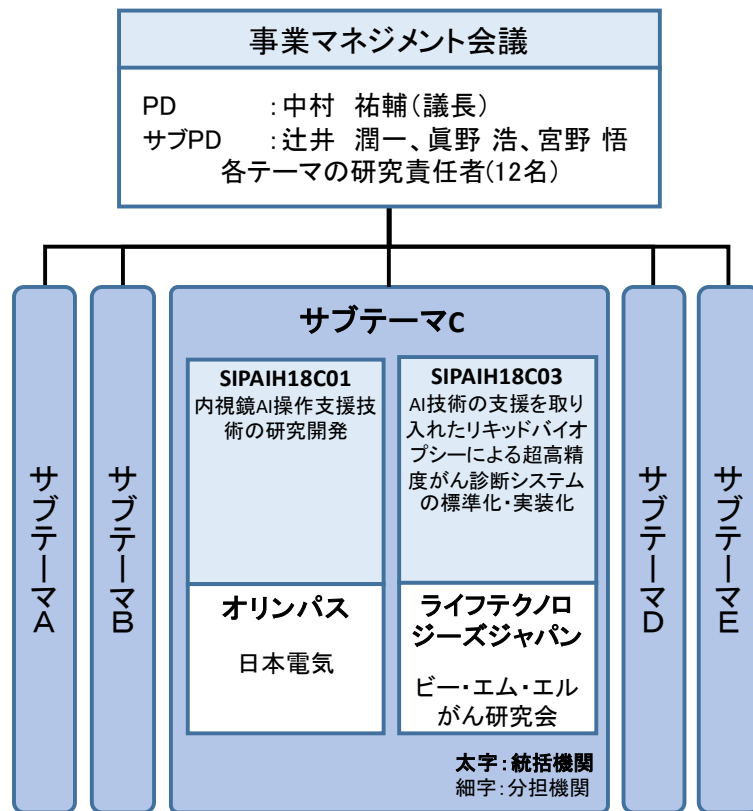 事業マネジメント会議
PD :中村 祐輔(議長)
サブPD :辻井 潤一、眞野 浩、宮野 悟
各テーマの研究責任者(12名)
サブテーマA
サブテーマB
サブテーマC
SIPAIH18C01
内視鏡AI操作支援技
術の研究開発
オリンパス
日本電気
SIPAIH18C03
AI技術の支援を取り
入れたリキッドバイオ
プシーによる超高精
度がん診断システム
の標準化・実装化
ライフテクノロ
ジーズジャパン
ビー・エム・エル
がん研究会
太字:統括機関
細字:分担機関
サブテーマD
サブテーマE